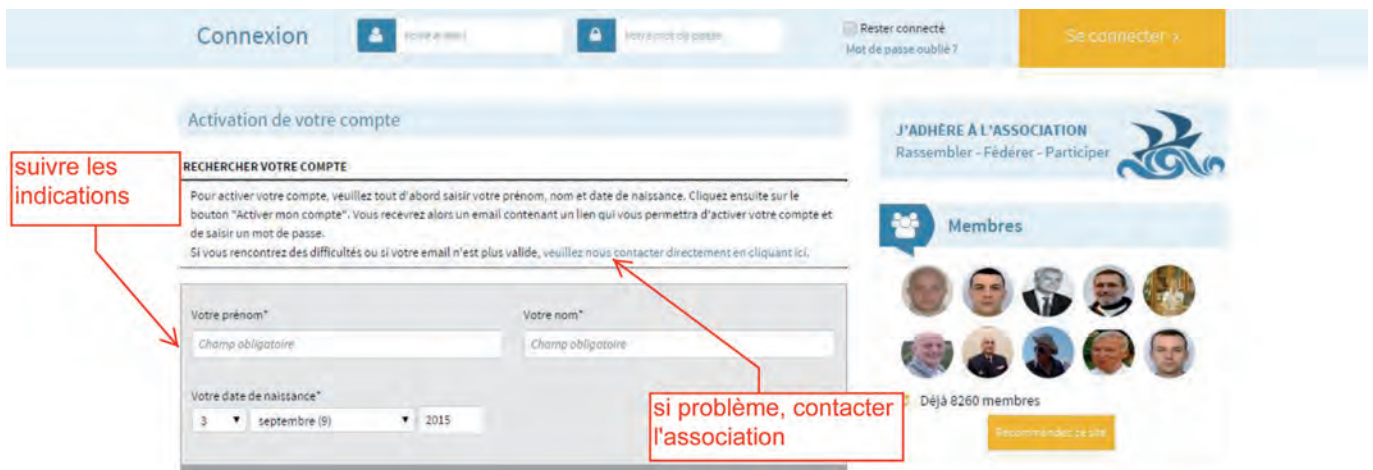 Connexion
Votre e-mail
Votre mot de passe
Rester connecté
Mot de passe oublié ?
Se connecter >
Activation de votre compte
RECHERCHER VOTRE COMPTE
Pour activer votre compte, veuillez tout d'abord saisir votre prénom, nom et date de naissance. Cliquez ensuite sur le
bouton "Activer mon compte". Vous recevrez alors un email contenant un lien qui vous permettra d'activer votre compte et
de saisir un mot de passe.
Si vous rencontrez des difficultés ou si votre email n'est plus valide, veuillez nous contacter directement en cliquant ici.
suivre les
indications
Votre prénom*
Votre nom*
Champ obligatoire
Champ obligatoire
Votre date de naissance*
3
septembre (9)
2015
si problème, contacter
l'association
J'ADHÈRE À L'ASSOCIATION
Rassembler - Fédérer - Participer
Membres
Déjà 8260 membres
Recommandez ce site